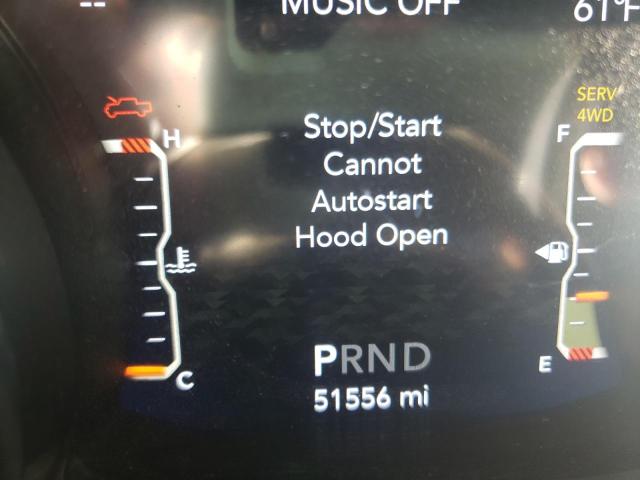 --
MUSIC OFF
61°F
SERV
4WD
H
Stop/Start
Cannot
Autostart
Hood Open
F
C
E
PRND
51556 mi